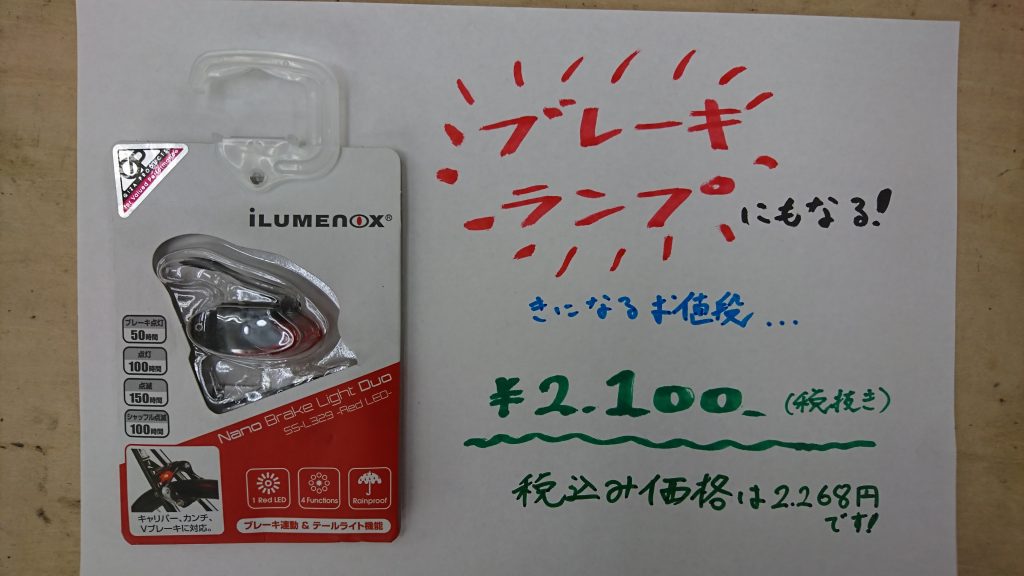 GP
GITA PRODUCTS
for Valued Performance
iLUMENOX®
ブレーキ点灯
50時間
点灯
100時間
点滅
150時間
シャッフル点滅
100時間
Nano Brake Light Duo
SS-L329 -Red LED-
1 Red LED
4 Functions
Rainproof
キャリパー、カンチ、
Vブレーキに対応。
ブレーキ連動 & テールライト機能
ブレーキ
ランプにもなる!
きになるお値段...
¥2.100- (税抜き)
税込み価格は2.268円
です!